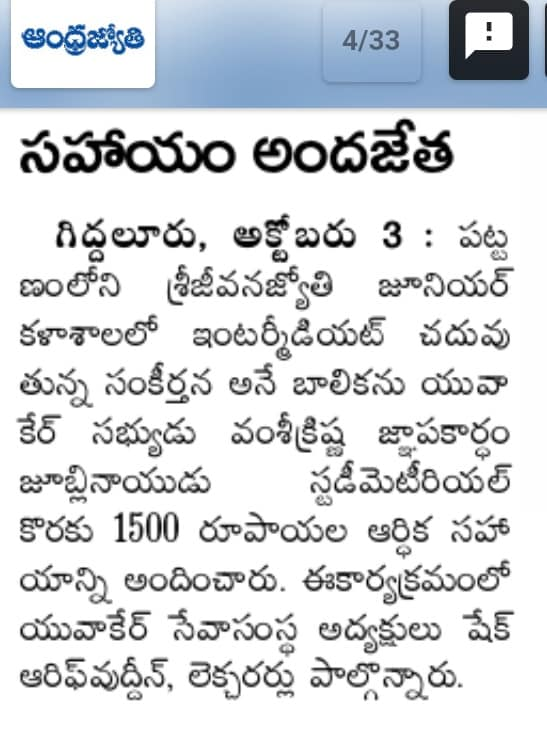 ఆంధ్రజ్యోతి
4/33
సహాయం అందజేత
గిద్దలూరు, అక్టోబరు 3 : పట్ట
ణంలోని శ్రీజీవనజ్యోతి జూనియర్
కళాశాలలో ఇంటర్మీడియట్ చదువు
తున్న సంకీర్తన అనే బాలికను యువా
కేర్ సభ్యుడు వంశీక్రిష్ణ జ్ఞాపకార్ధం
జూబ్లినాయుడు స్టడీమెటీరియల్
కొరకు 1500 రూపాయల ఆర్ధిక సహా
యాన్ని అందించారు. ఈకార్యక్రమంలో
యువాకేర్ సేవాసంస్థ అధ్యక్షులు షేక్
ఆరిఫ్‌వుద్దీన్, లెక్చరర్లు పాల్గొన్నారు.